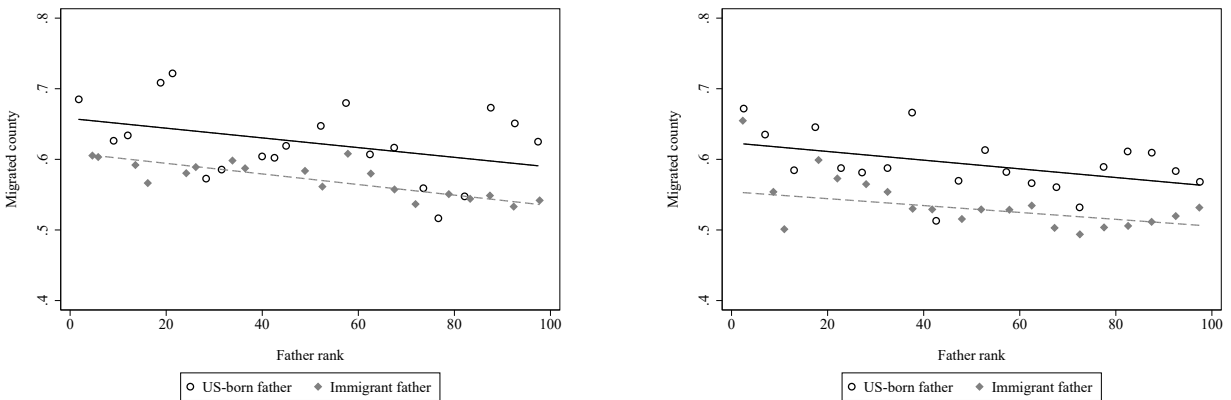 .8
.7
.6
.5
.4
Migrated county
0 20 40 60 80 100
Father rank
US-born father Immigrant father
.8
.7
.6
.5
.4
Migrated county
0 20 40 60 80 100
Father rank
US-born father Immigrant father